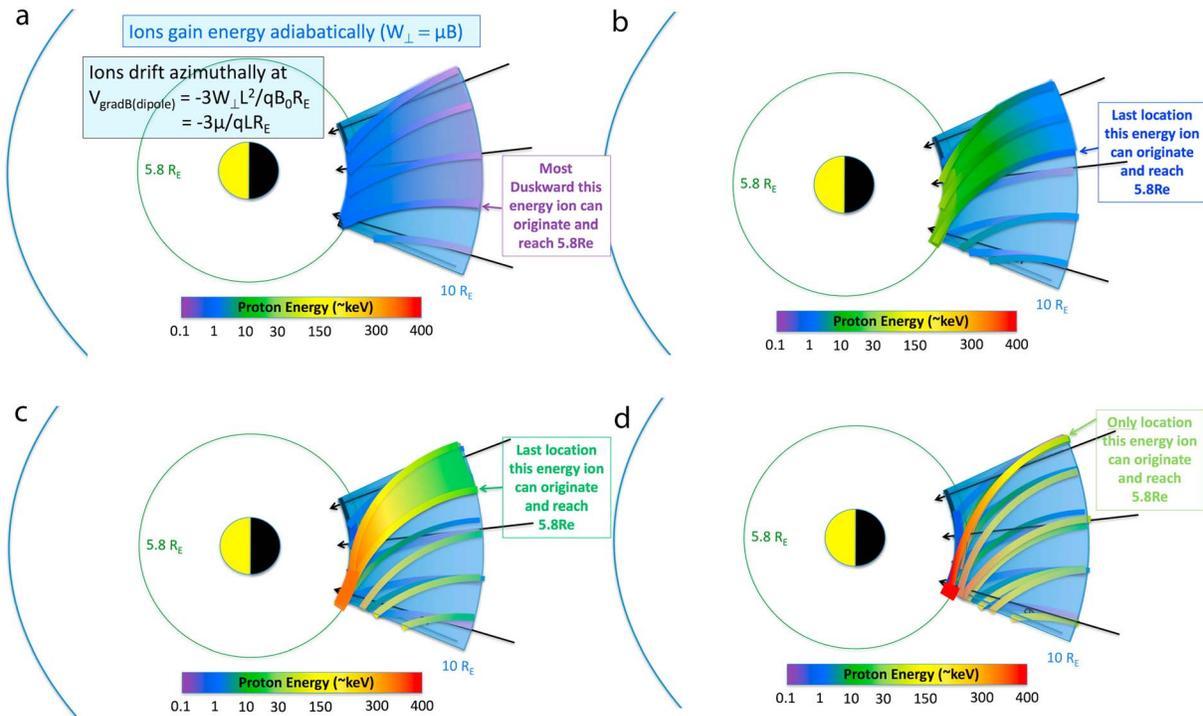 a
Ions gain energy adiabatically (W⊥ = μB)
Ions drift azimuthally at
VgradB(dipole) = -3W⊥L²/qB₀RE
= -3μ/qLRE
5.8 RE
Most
Duskward this
energy ion can
originate and
reach 5.8Re
10 RE
Proton Energy (~keV)
0.1 1 10 30 150 300 400
b
Last location
this energy ion
can originate
and reach
5.8Re
5.8 RE
10 RE
Proton Energy (~keV)
0.1 1 10 30 150 300 400
c
Last location
this energy ion
can originate
and reach
5.8Re
5.8 RE
10 RE
Proton Energy (~keV)
0.1 1 10 30 150 300 400
d
Only location
this energy ion
can originate
and reach
5.8Re
5.8 RE
10 RE
Proton Energy (~keV)
0.1 1 10 30 150 300 400